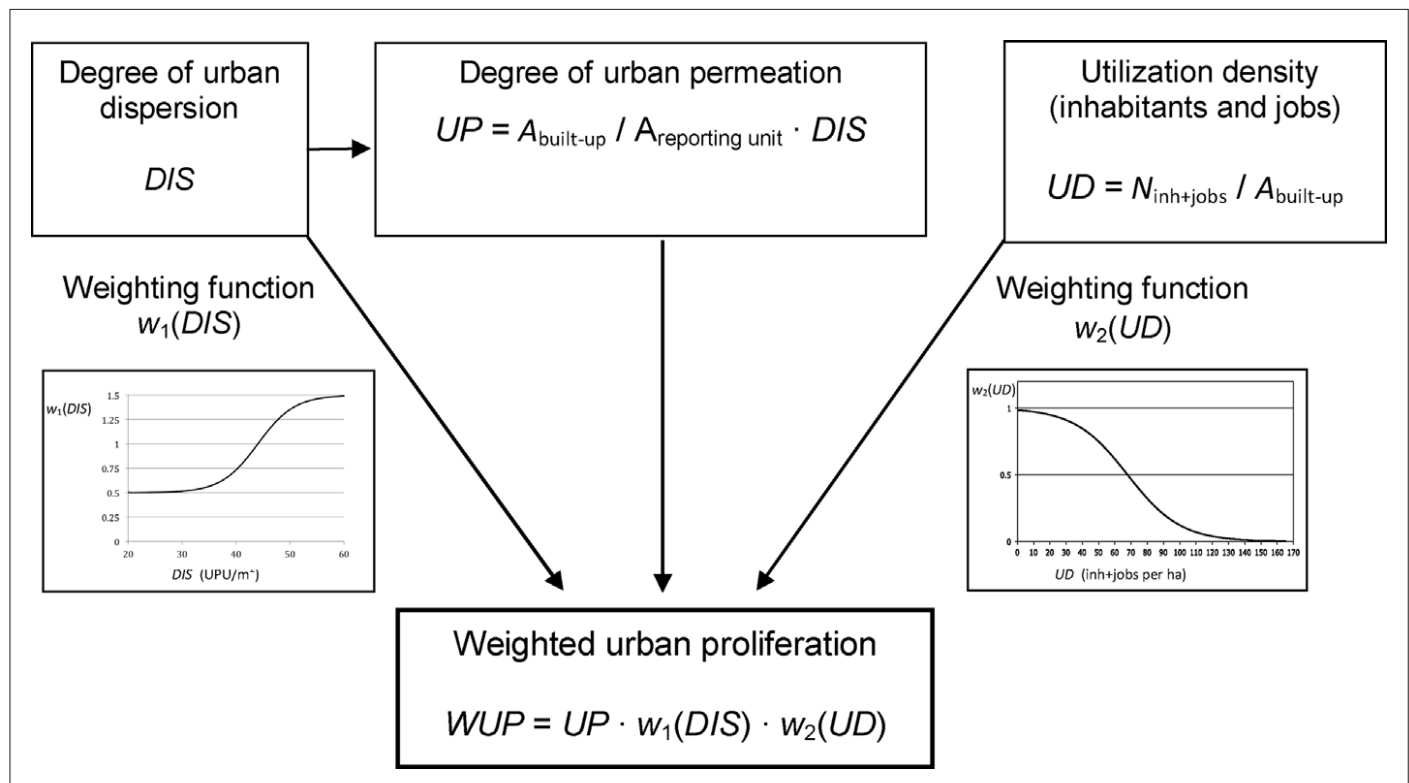 Degree of urban
dispersion
DIS
Degree of urban permeation
UP = A built-up / A reporting unit · DIS
Utilization density
(inhabitants and jobs)
UD = N inh+jobs / A built-up
Weighting function
w1(DIS)
w1(DIS)
1.5
1.25
1
0.75
0.5
0.25
0
20 30 40 50 60
DIS (UPU/m²)
Weighting function
w2(UD)
w2(UD)
1
0.5
0
0 10 20 30 40 50 60 70 80 90 100 110 120 130 140 150 160 170
UD (inh+jobs per ha)
Weighted urban proliferation
WUP = UP · w1(DIS) · w2(UD)